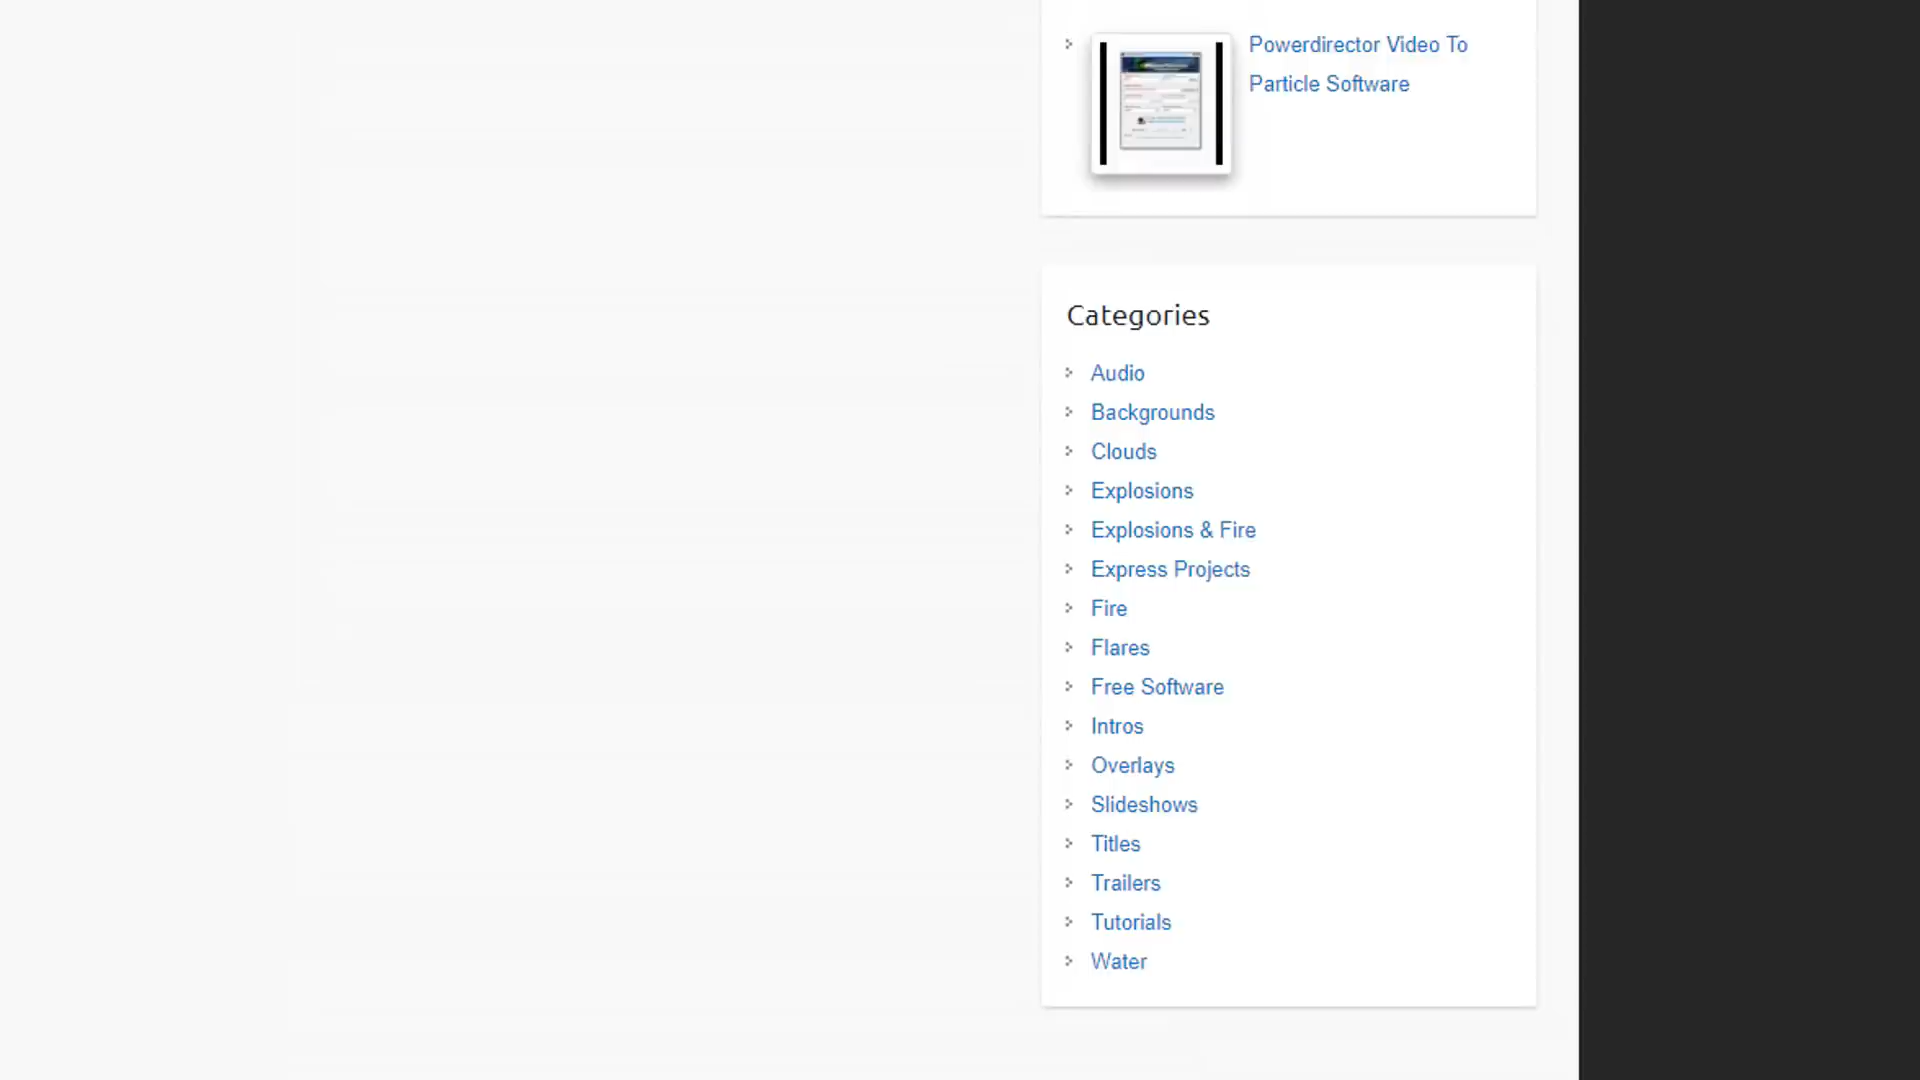 Powerdirector Video To
Particle Software
Categories
Audio
Backgrounds
Clouds
Explosions
Explosions & Fire
Express Projects
Fire
Flares
Free Software
Intros
Overlays
Slideshows
Titles
Trailers
Tutorials
Water